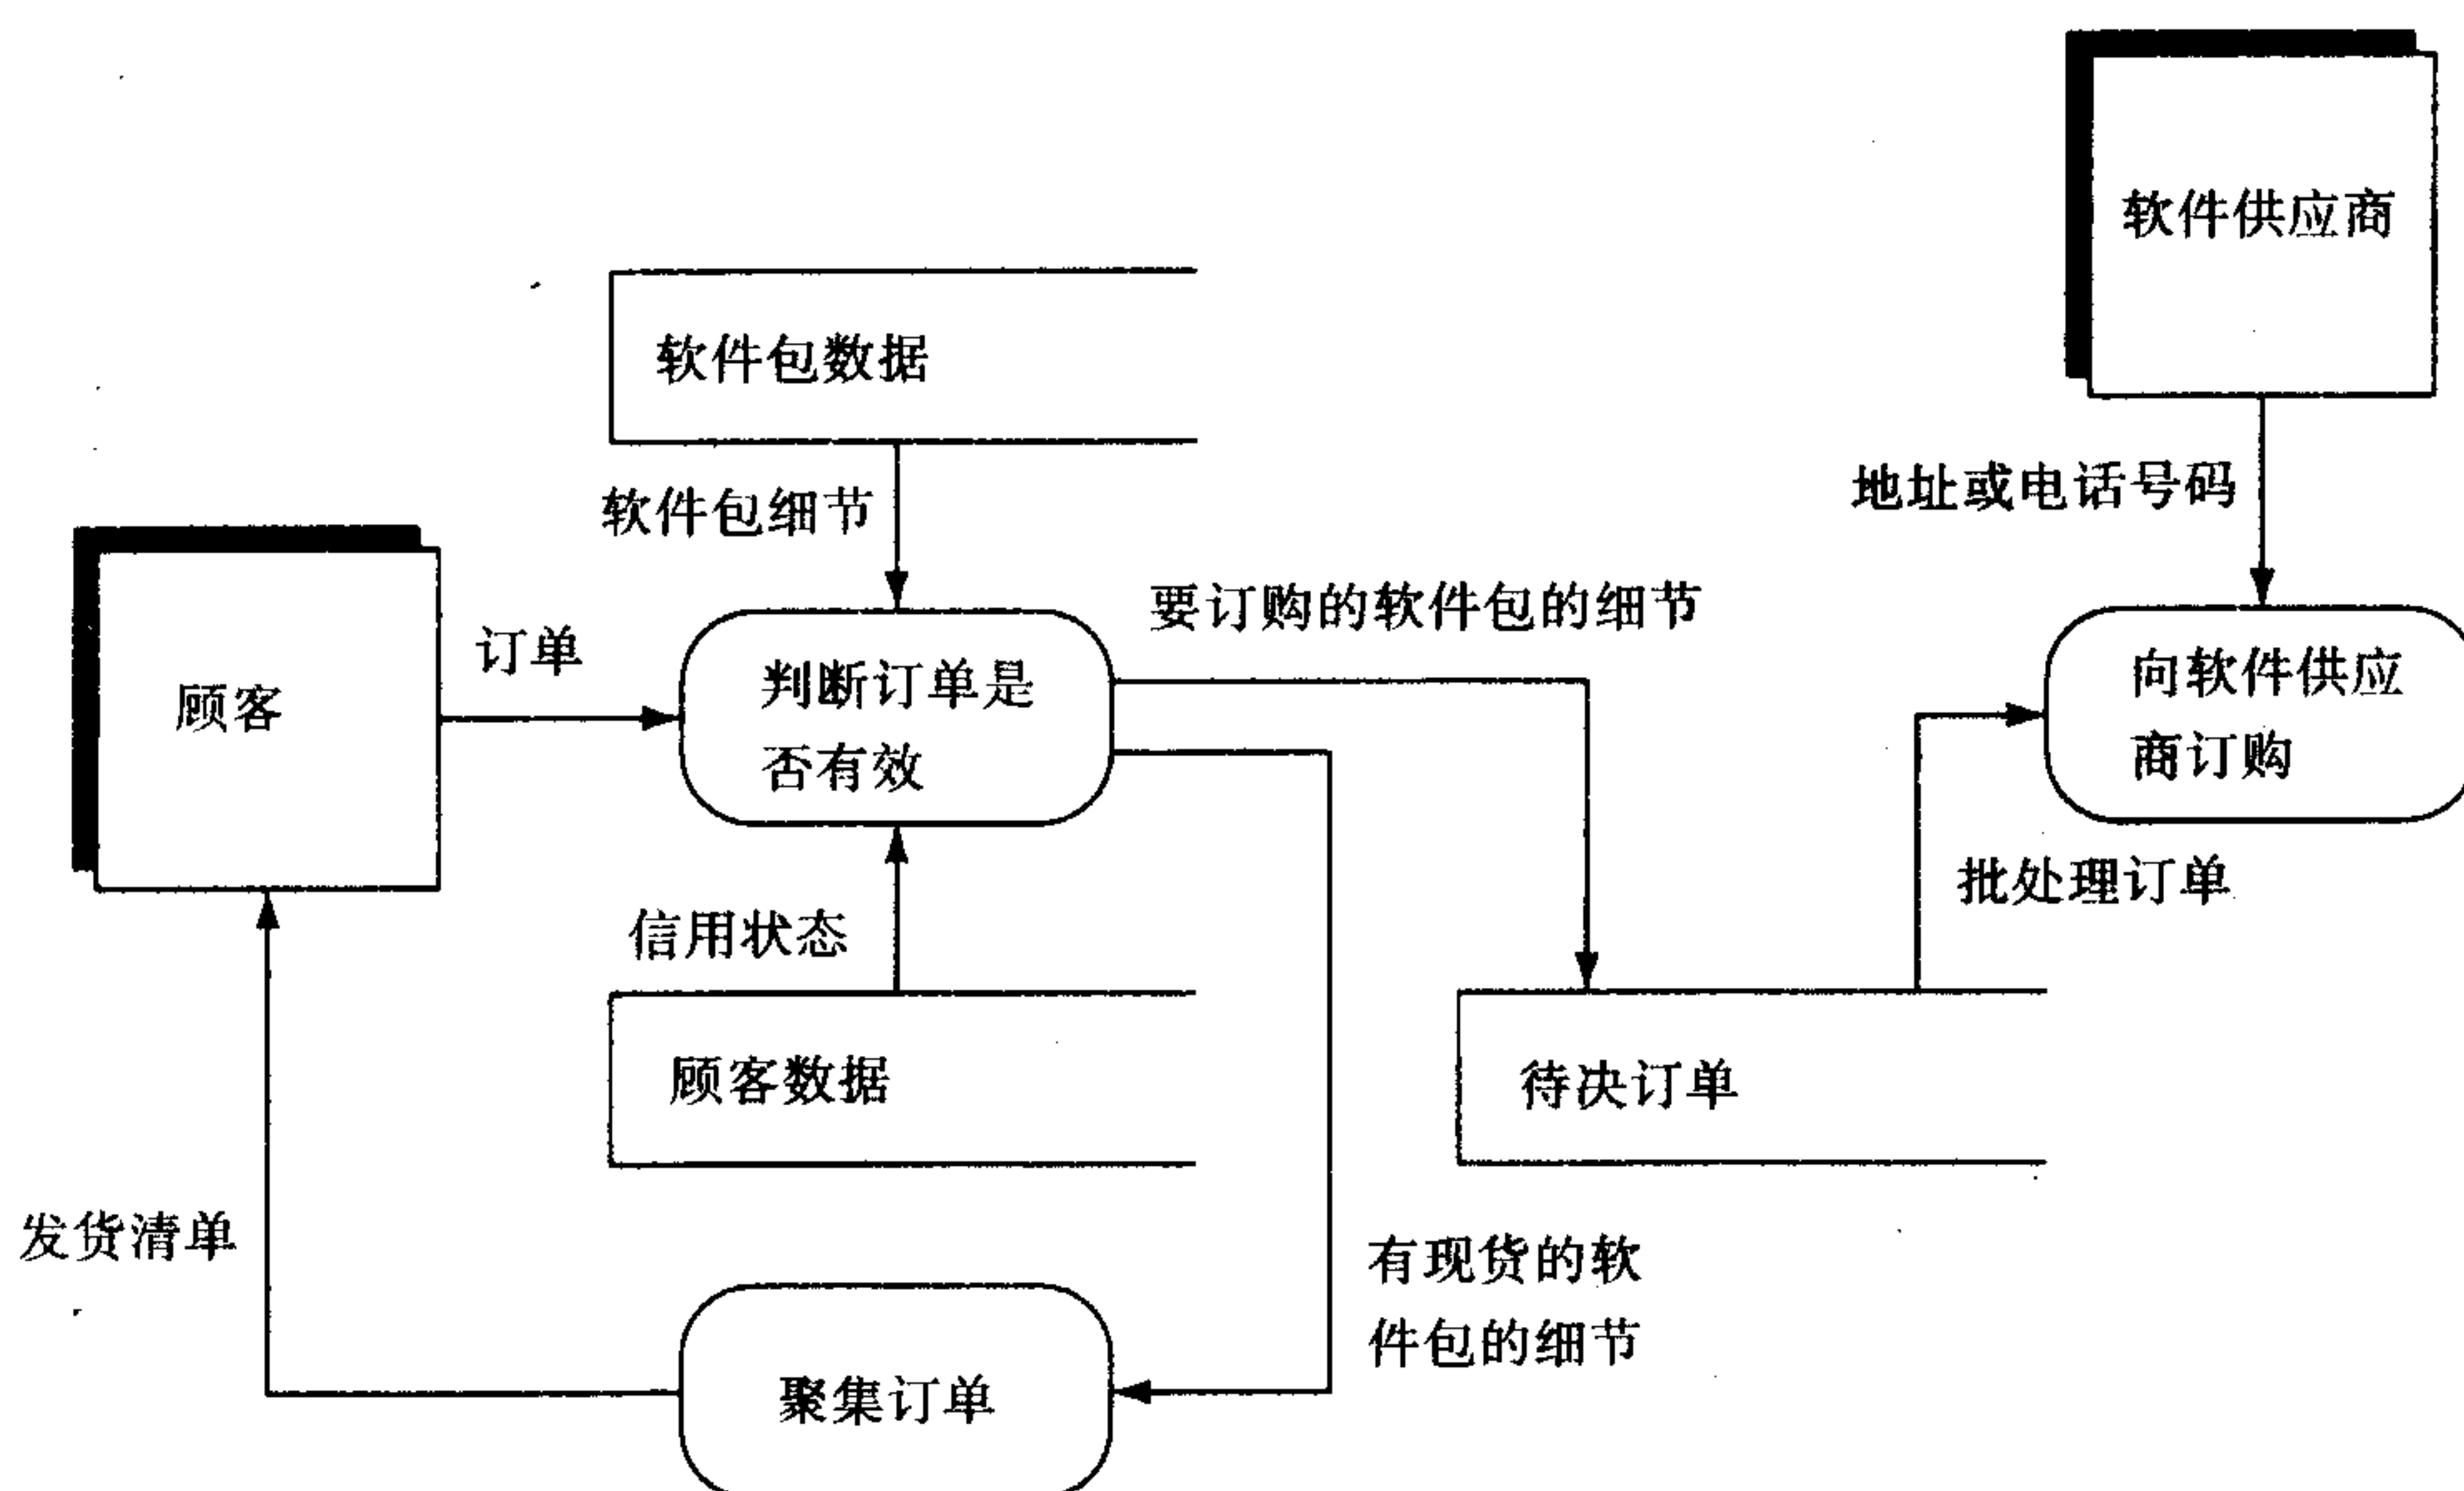 软件供应商
软件包数据
地址或电话号码
软件包细节
要订购的软件包的细节
订单
顾客
判断订单是
否有效
向软件供应
商订购
批处理订单
信用状态
顾客数据
待决订单
发货清单
有现货的软
件包的细节
聚集订单